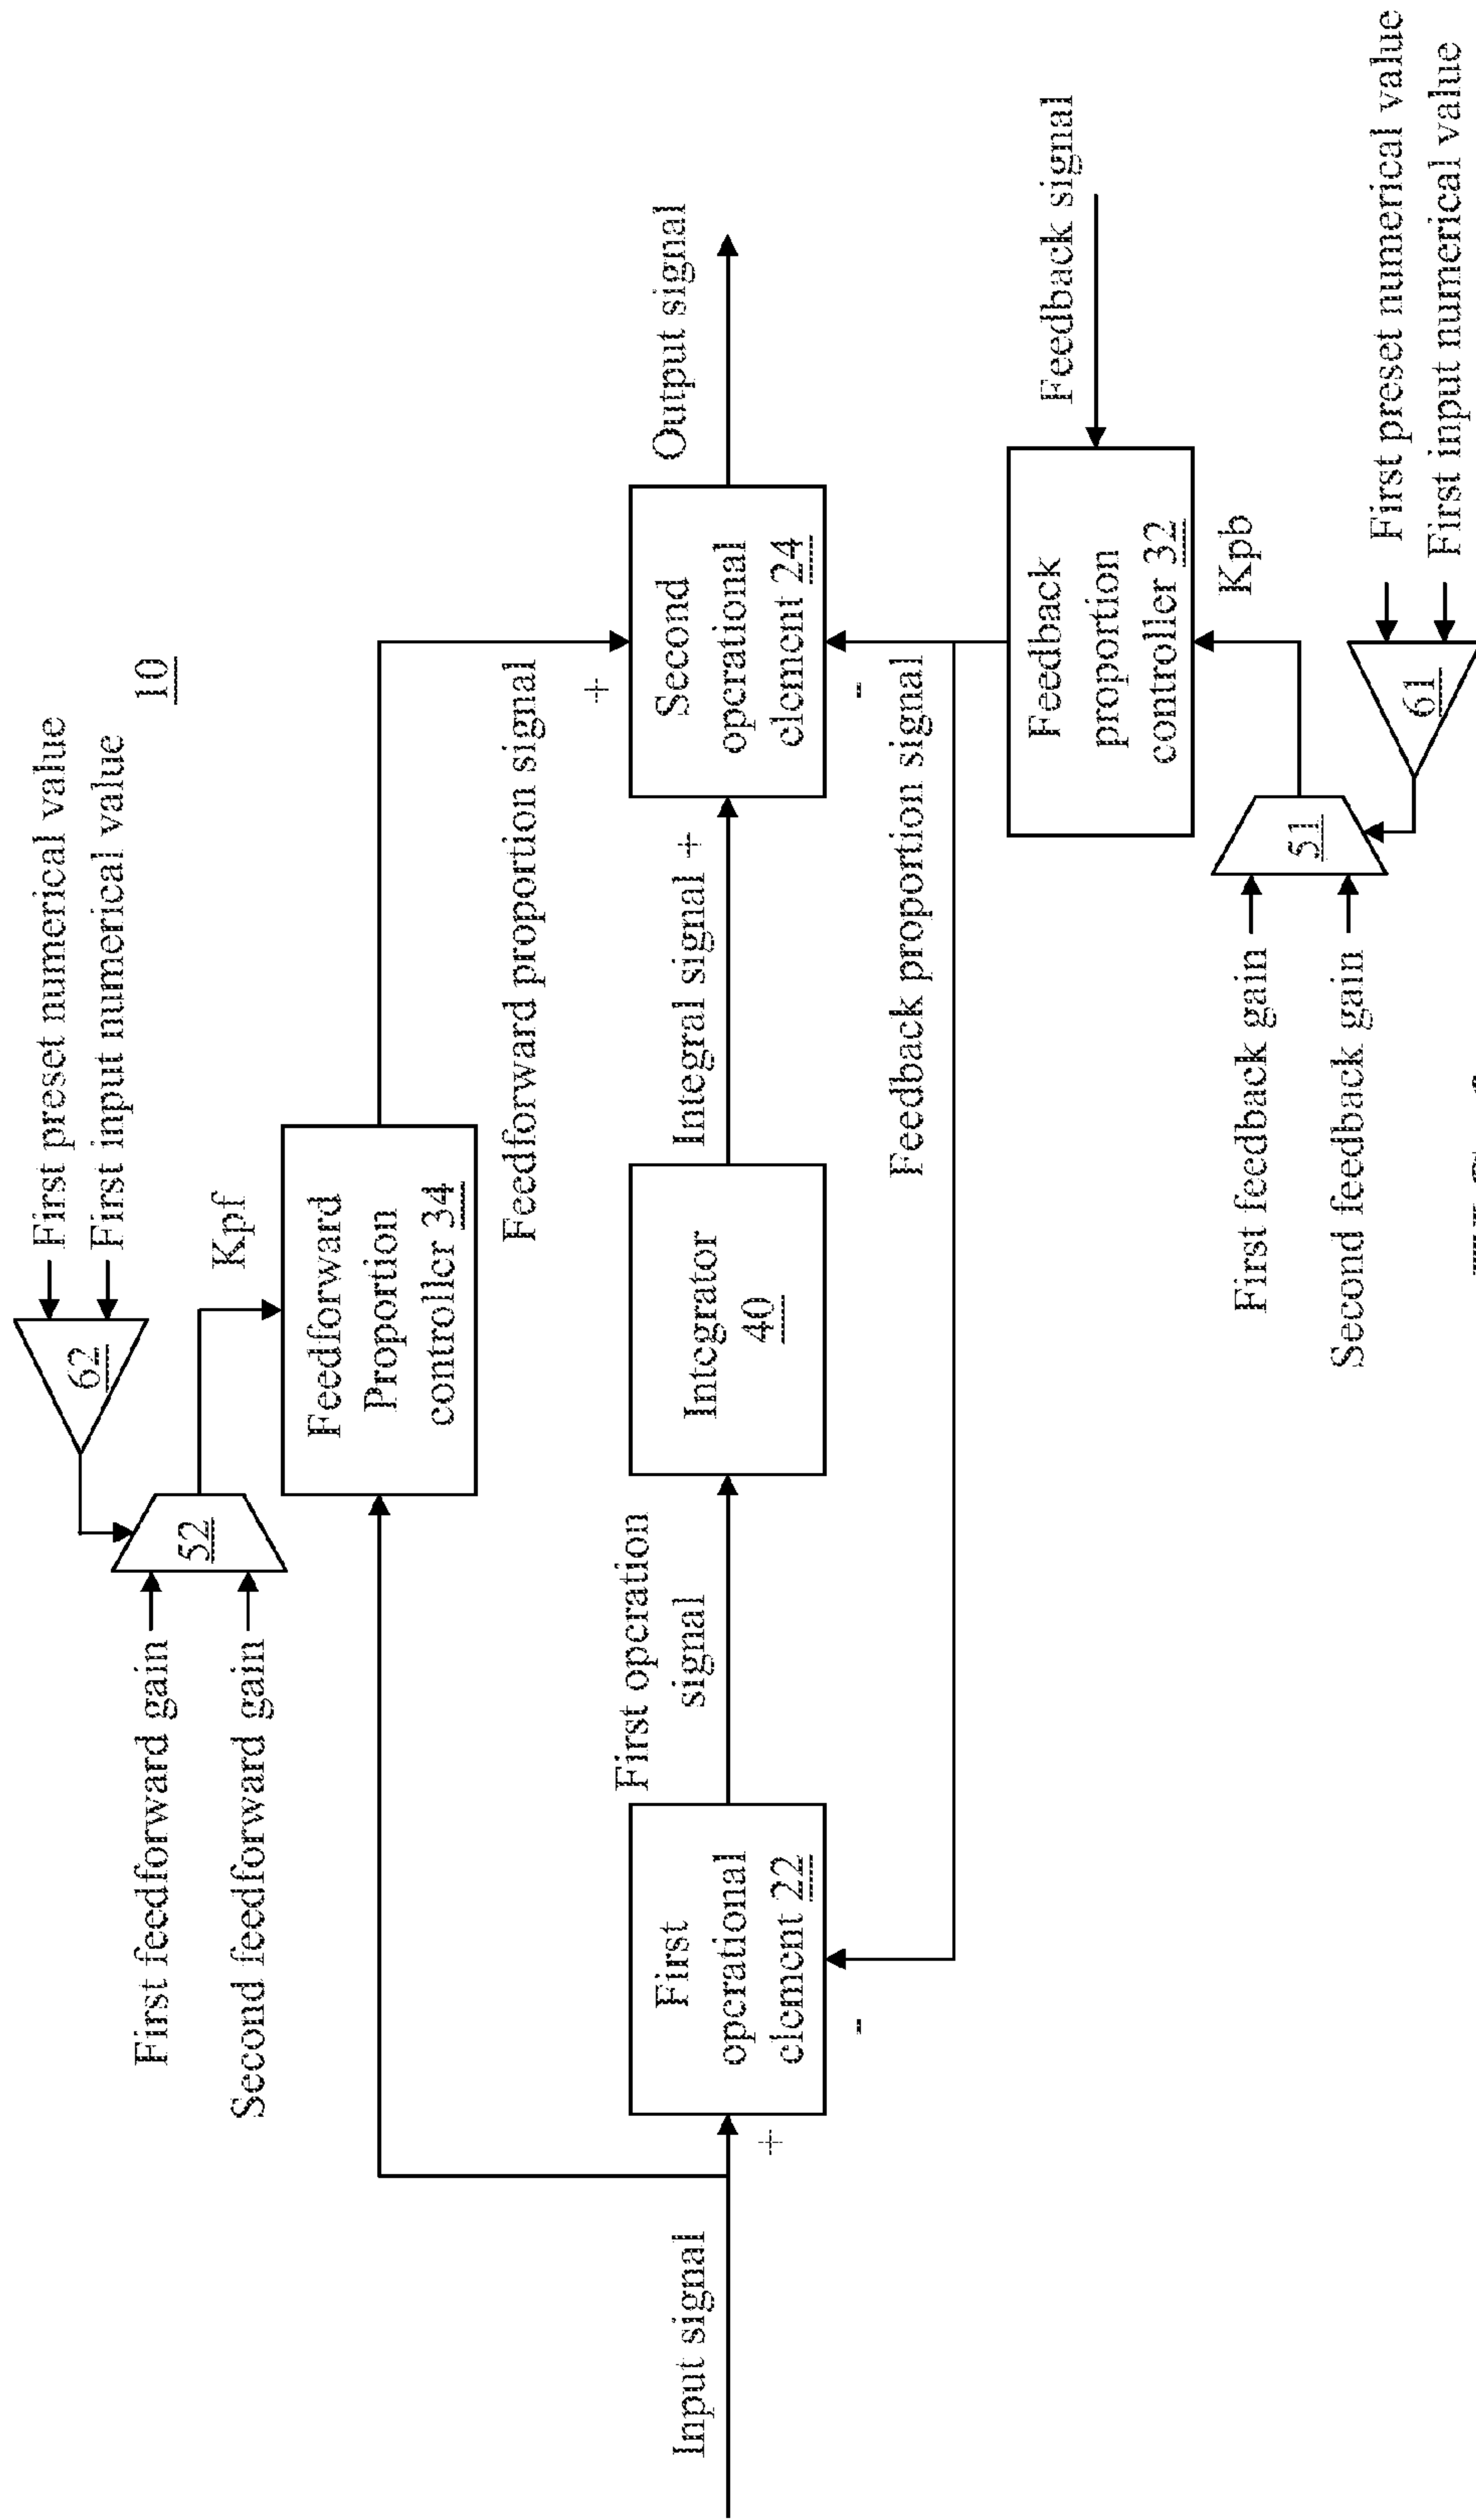 First preset numerical value
First input numerical value
10
62
52
Kpf
First feedforward gain
Second feedforward gain
Feedforward
Proportion
controller 34
Feedforward proportion signal
+
Input signal
+
First
operational
element 22
-
First operation
signal
Integrator
40
Integral signal +
Second
operational
element 24
-
Output signal
Feedback proportion signal
Feedback signal
Feedback
proportion
controller 32
Kpb
First feedback gain
Second feedback gain
51
61
First preset numerical value
First input numerical value